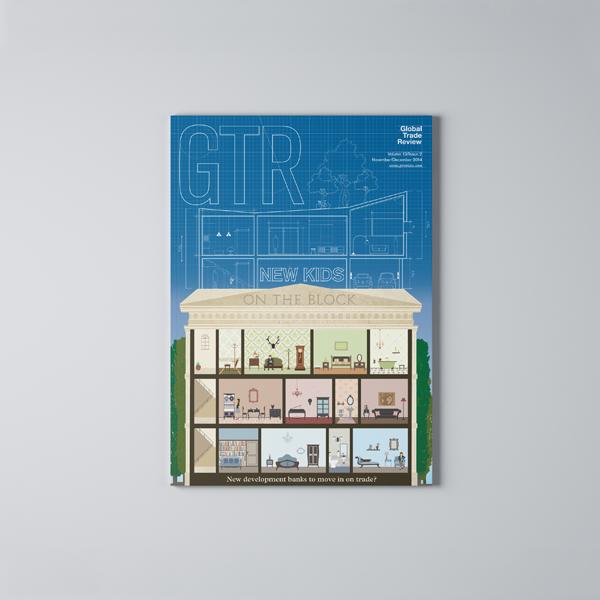 GTR
Global
Trade
Review
November/December 2014
NEW KIDS
ON THE BLOCK
New development banks to move in on trade?